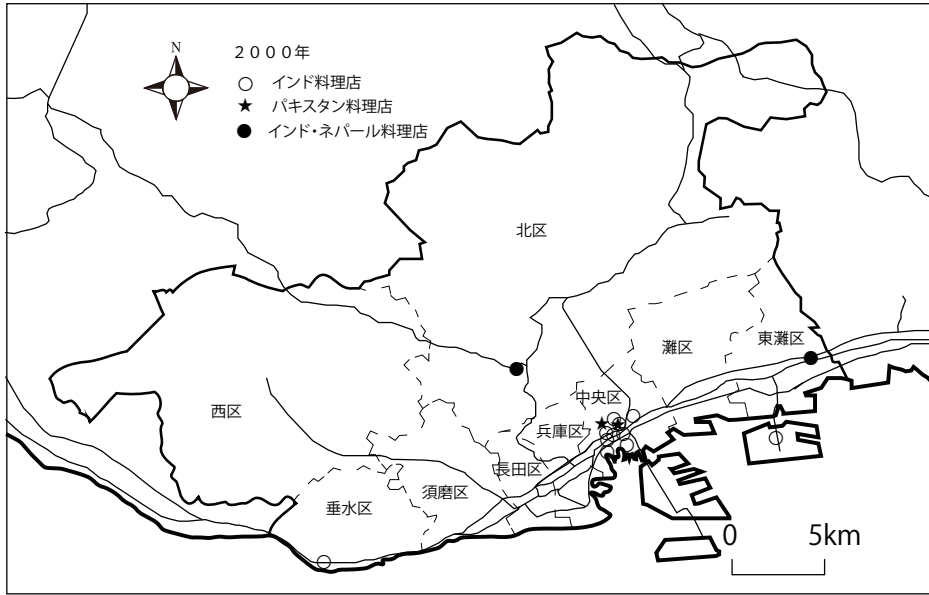 N
２０００年
インド料理店
パキスタン料理店
インド・ネパール料理店
北区
東灘区
灘区
中央区
西区
兵庫区
長田区
須磨区
垂水区
0 5km